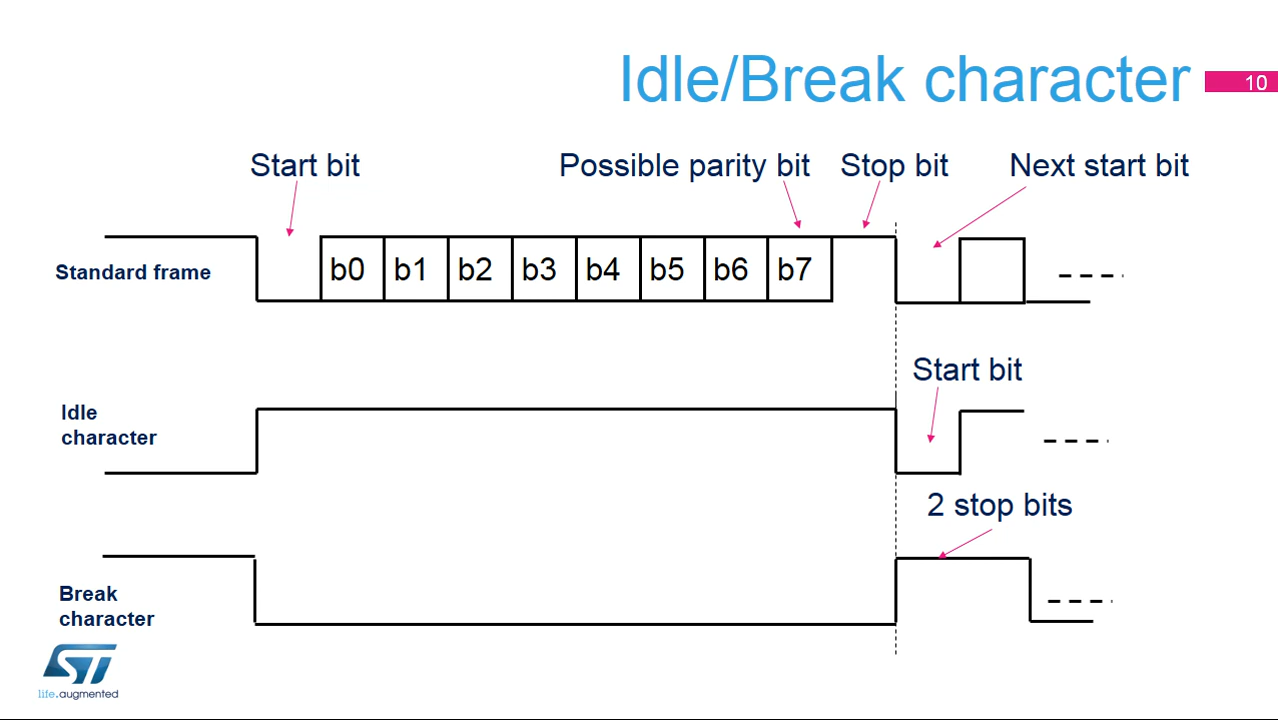 Idle/Break character
10
Start bit
Possible parity bit
Stop bit
Next start bit
Standard frame
b0 b1 b2 b3 b4 b5 b6 b7
Start bit
Idle
character
2 stop bits
Break
character
ST
life.augmented